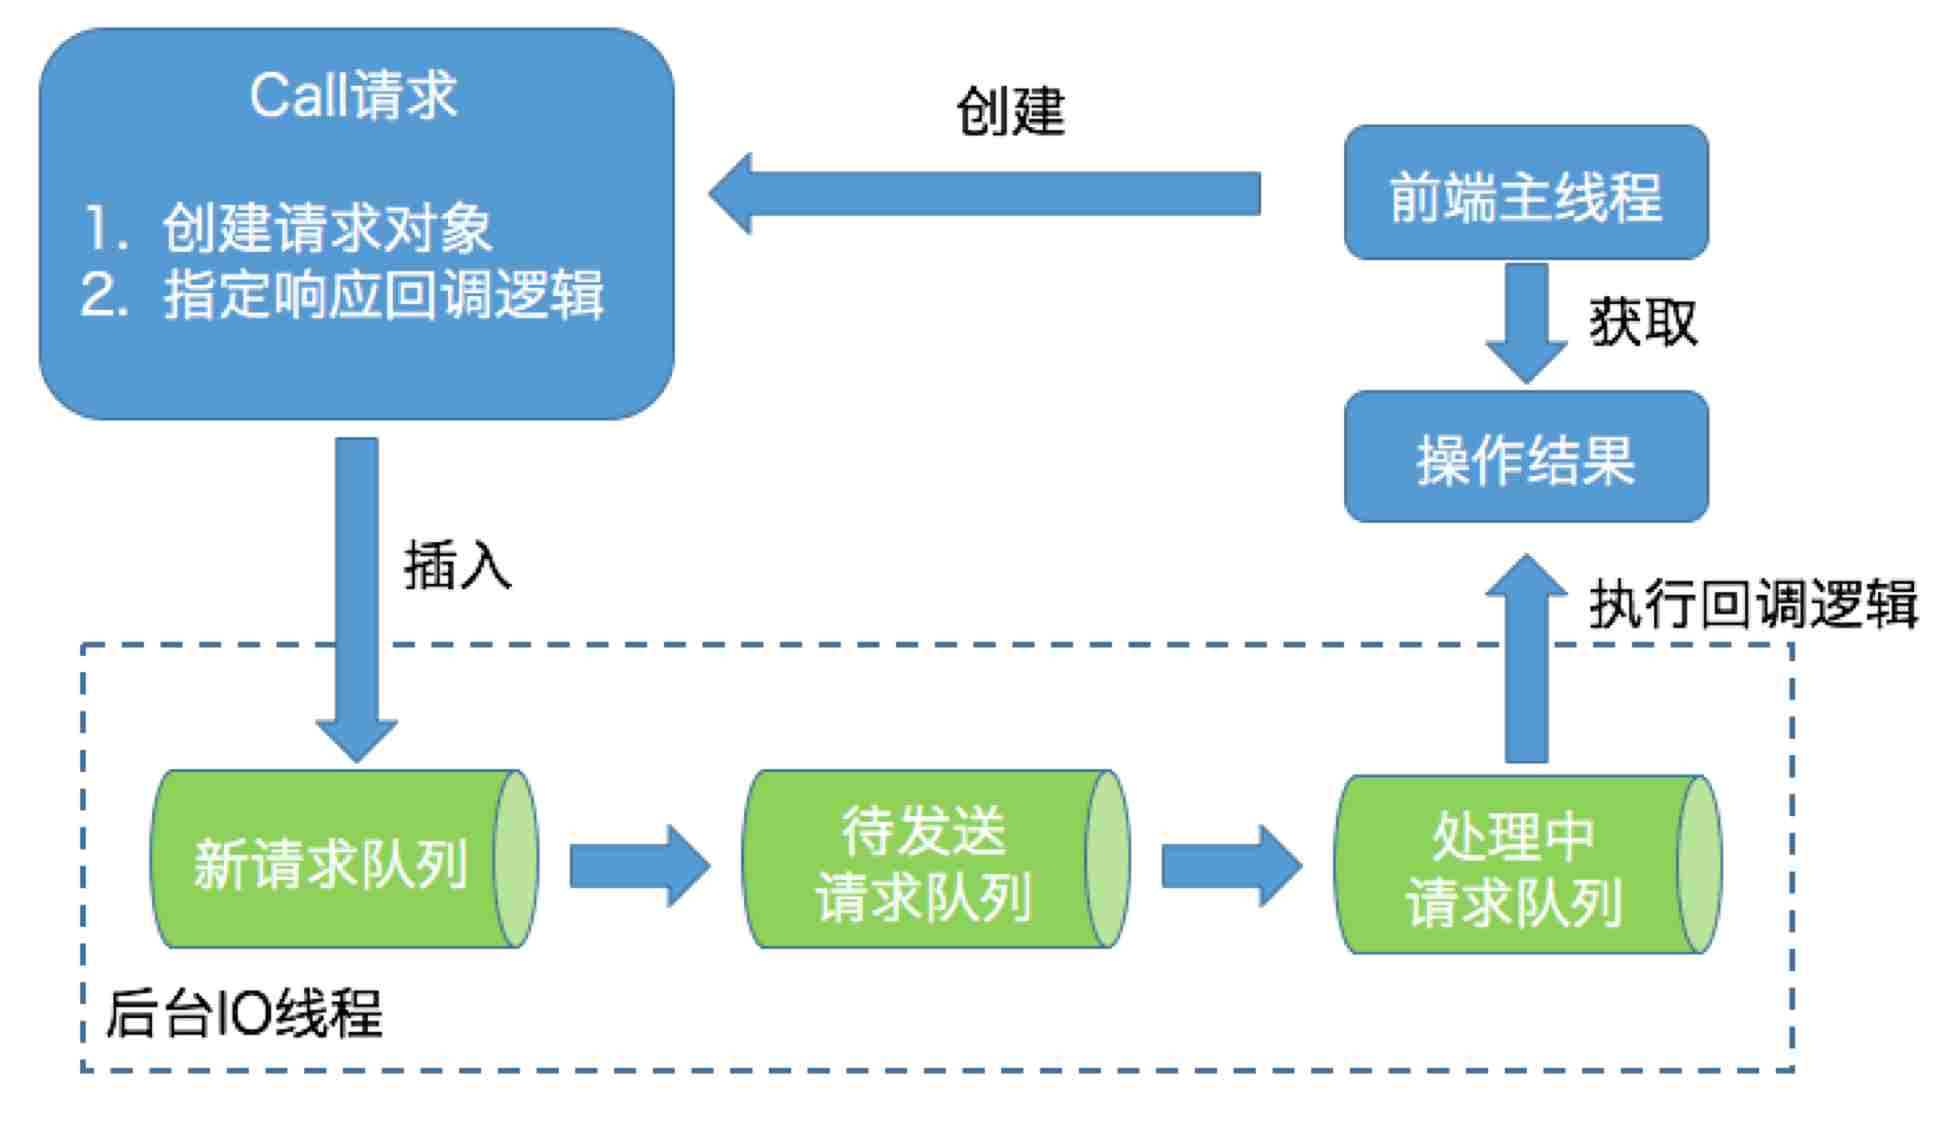 Call请求
1. 创建请求对象
2. 指定响应回调逻辑
创建
前端主线程
获取
操作结果
插入
执行回调逻辑
新请求队列
待发送
请求队列
处理中
请求队列
后台IO线程